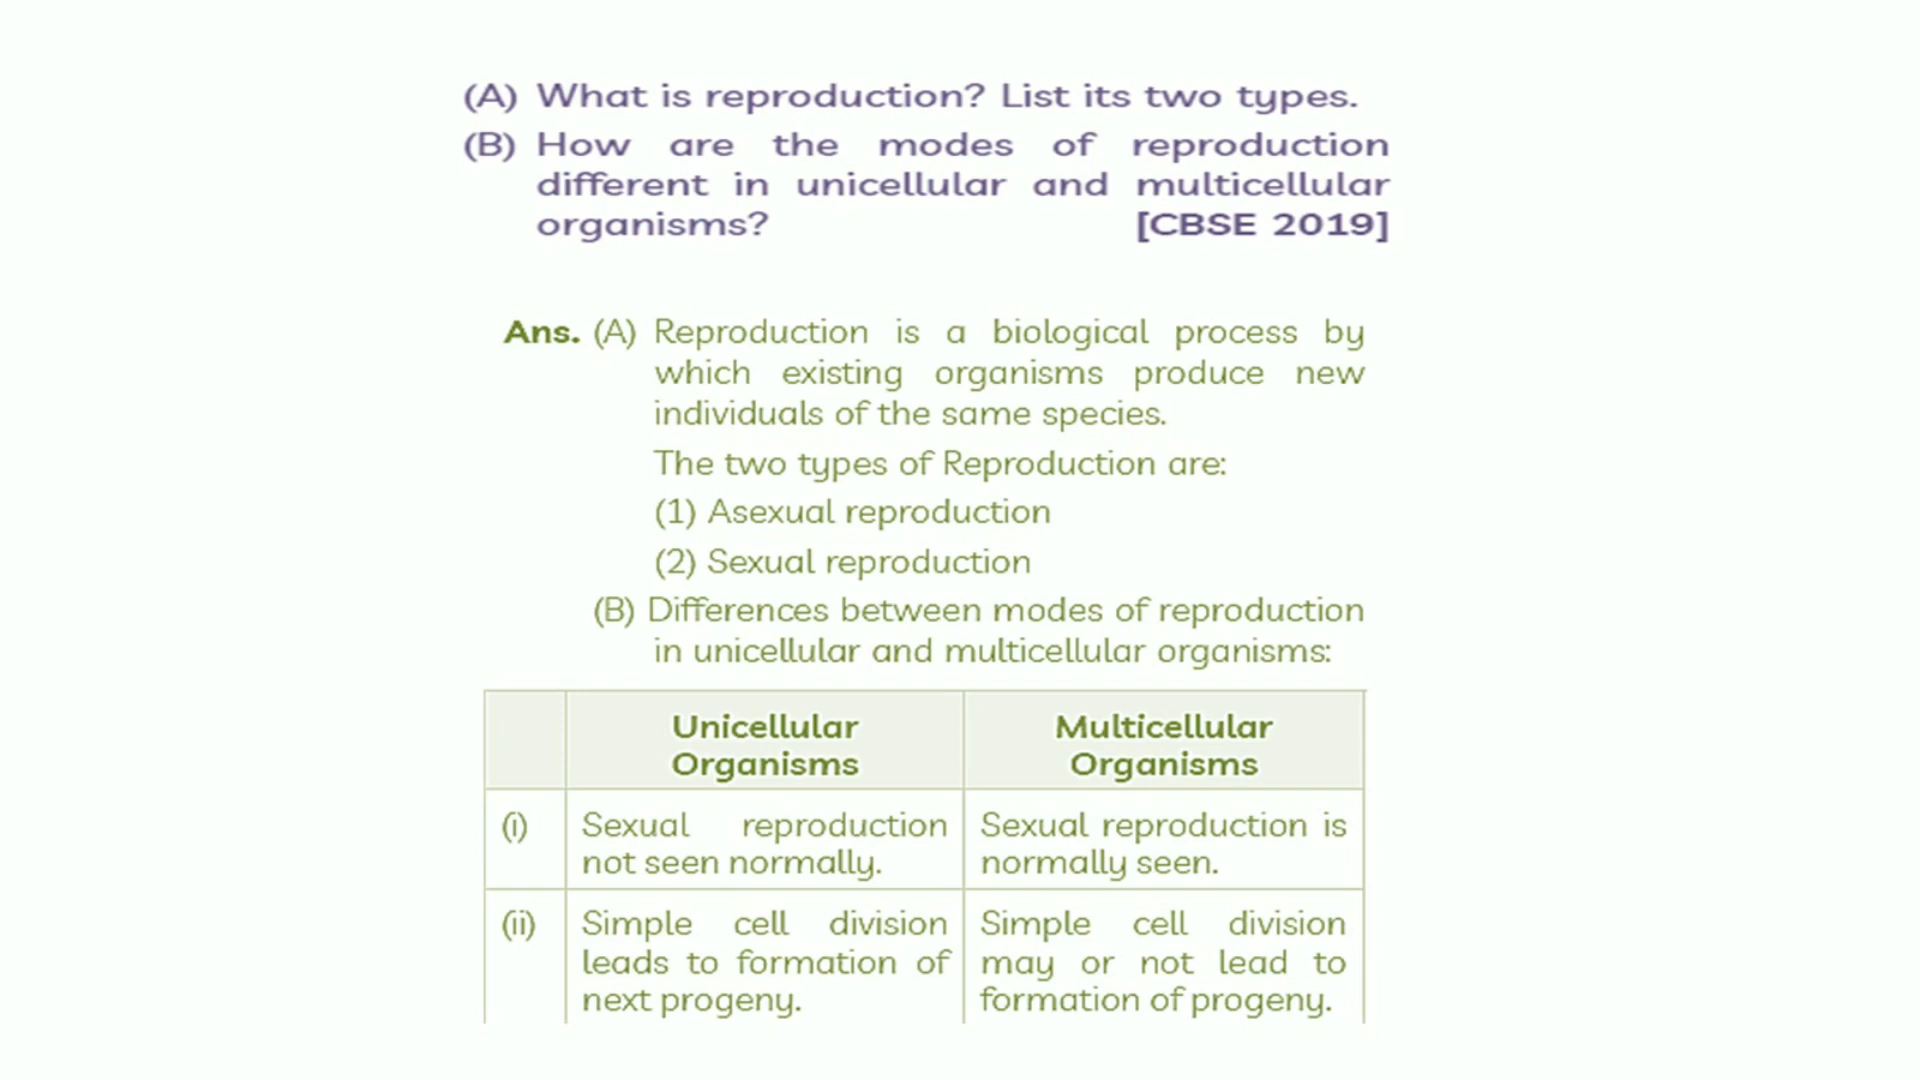 (A) What is reproduction? List its two types.
(B) How are the modes of reproduction
different in unicellular and multicellular
organisms? [CBSE 2019]
Ans. (A) Reproduction is a biological process by
which existing organisms produce new
individuals of the same species.
The two types of Reproduction are:
(1) Asexual reproduction
(2) Sexual reproduction
(B) Differences between modes of reproduction
in unicellular and multicellular organisms:
Unicellular Organisms Multicellular Organisms
(i) Sexual reproduction Sexual reproduction is
not seen normally. normally seen.
(ii) Simple cell division Simple cell division
leads to formation of may or not lead to
next progeny. formation of progeny.